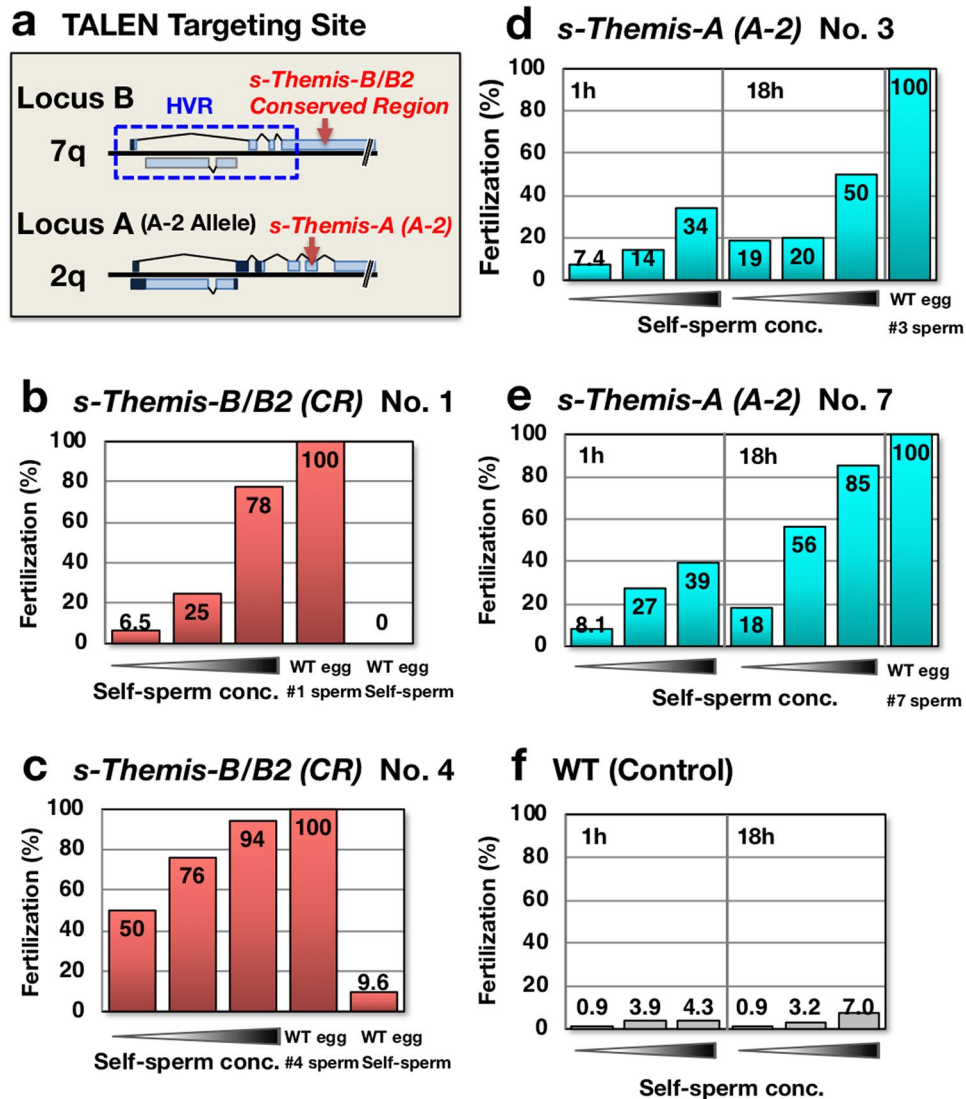 a TALEN Targeting Site
Locus B
7q
HVR
s-Themis-B/B2
Conserved Region
Locus A (A-2 Allele)
2q
s-Themis-A (A-2)
b s-Themis-B/B2 (CR) No. 1
Fertilization (%)
100
80
60
40
20
0
6.5
25
78
100
0
Self-sperm conc.
WT egg
#1 sperm
WT egg
Self-sperm
c s-Themis-B/B2 (CR) No. 4
Fertilization (%)
100
80
60
40
20
0
50
76
94
100
9.6
Self-sperm conc.
WT egg
#4 sperm
WT egg
Self-sperm
d s-Themis-A (A-2) No. 3
Fertilization (%)
100
80
60
40
20
0
1h
18h
7.4
14
34
19
20
50
100
Self-sperm conc.
WT egg
#3 sperm
e s-Themis-A (A-2) No. 7
Fertilization (%)
100
80
60
40
20
0
1h
18h
8.1
27
39
18
56
85
100
Self-sperm conc.
WT egg
#7 sperm
f WT (Control)
Fertilization (%)
100
80
60
40
20
0
1h
18h
0.9
3.9
4.3
0.9
3.2
7.0
Self-sperm conc.